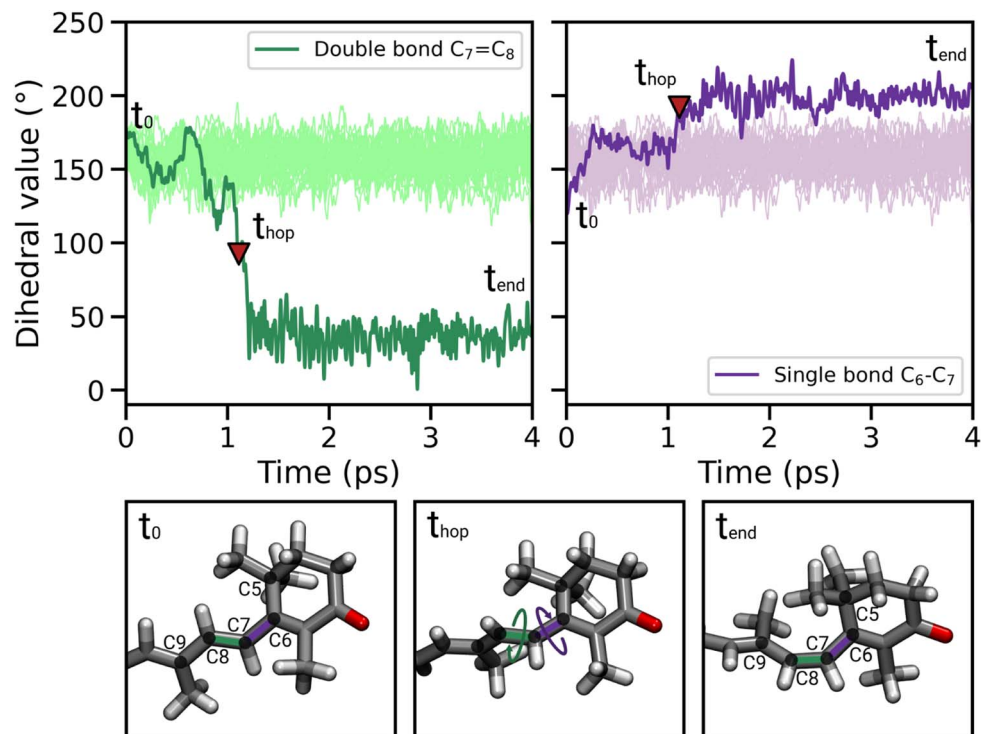 250
200
150
100
50
0
Dihedral value (°)
Double bond C₇=C₈
t₀
tₕₒₚ
tₑₙd
0 1 2 3 4
Time (ps)
tₕₒₚ
tₑₙd
t₀
Single bond C₆-C₇
0 1 2 3 4
Time (ps)
t₀
C5
C7
C9
C6
C8
tₕₒₚ
tₑₙd
C5
C7
C6
C9
C8